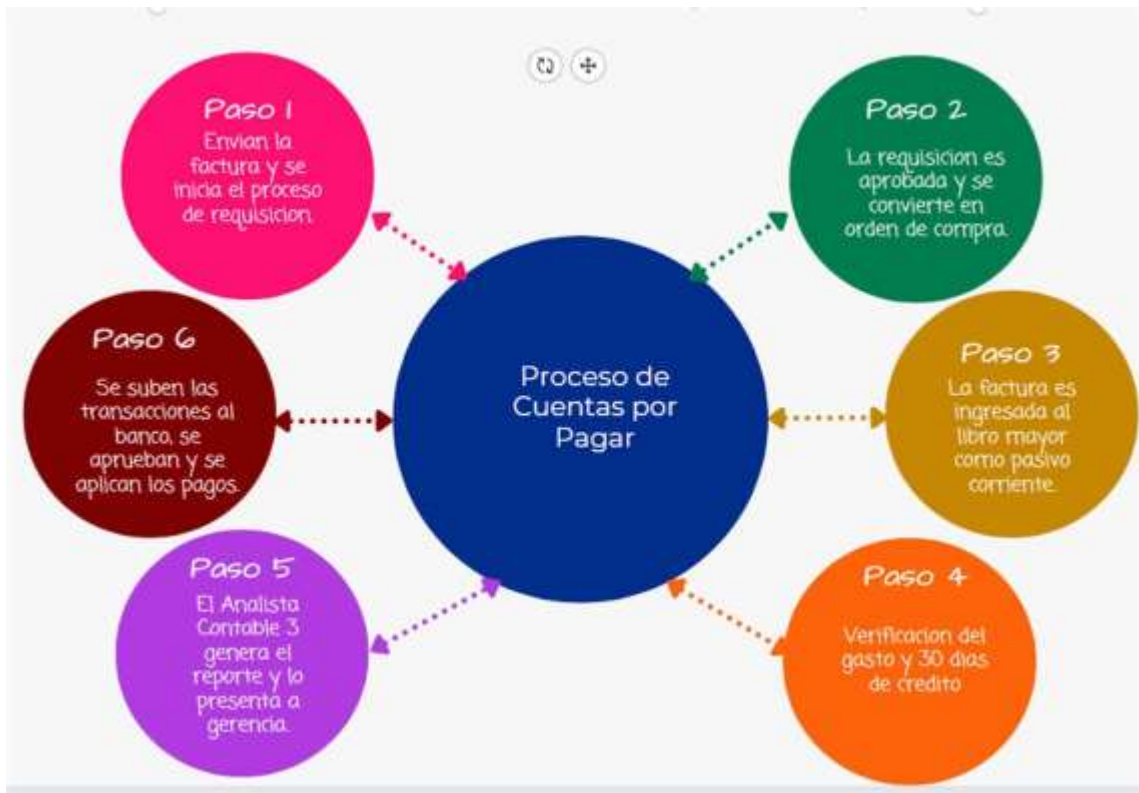 Paso 1
Envian la
factura y se
inicia el proceso
de requisicion.
Paso 2
La requisicion es
aprobada y se
convierte en
orden de compra.
Paso 3
La factura es
ingresada al
libro mayor
como pasivo
corriente.
Paso 4
Verificacion del
gasto y 30 dias
de credito
Paso 5
El Analista
Contable 3
genera el
reporte y lo
presenta a
gerencia.
Paso 6
Se suben las
transacciones al
banco, se
aprueban y se
aplican los pagos.
Proceso de
Cuentas por
Pagar